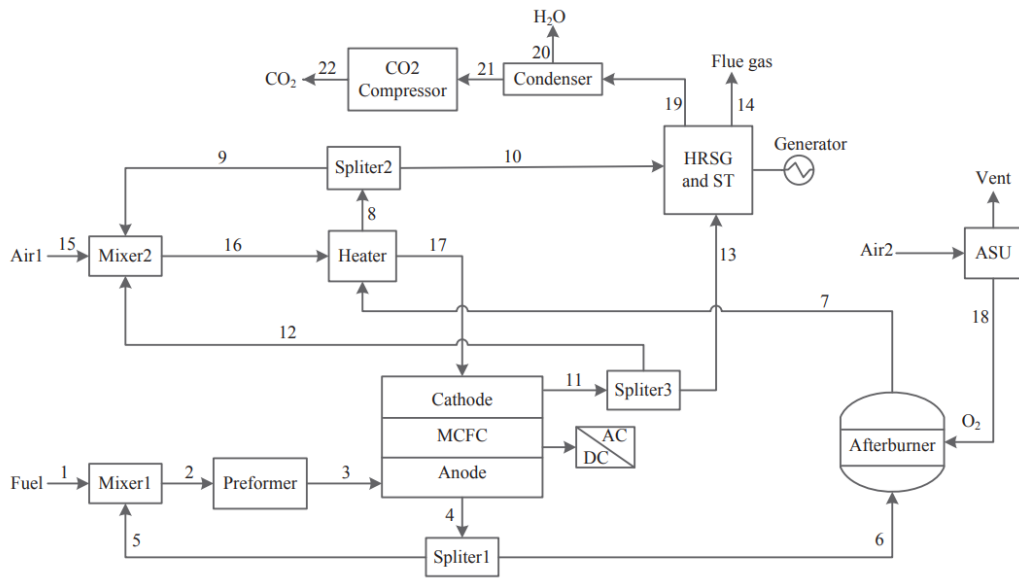 H₂O
20
CO₂
22
CO2
Compressor
21
Condenser
Flue gas
19
14
9
Spliter2
10
HRSG
and ST
Generator
Vent
8
Air1
15
Mixer2
16
Heater
17
13
Air2
ASU
7
18
12
11
Spliter3
Cathode
MCFC
Anode
AC
DC
O₂
Afterburner
Fuel
1
Mixer1
2
Preformer
3
4
5
Spliter1
6